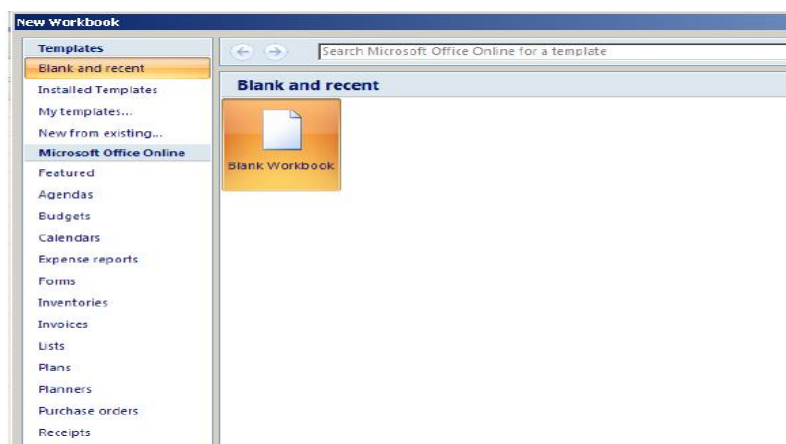 New Workbook
Templates
Blank and recent
Installed Templates
My templates...
New from existing...
Microsoft Office Online
Featured
Agendas
Budgets
Calendars
Expense reports
Forms
Inventories
Invoices
Lists
Plans
Planners
Purchase orders
Receipts
Search Microsoft Office Online for a template
Blank and recent
Blank Workbook